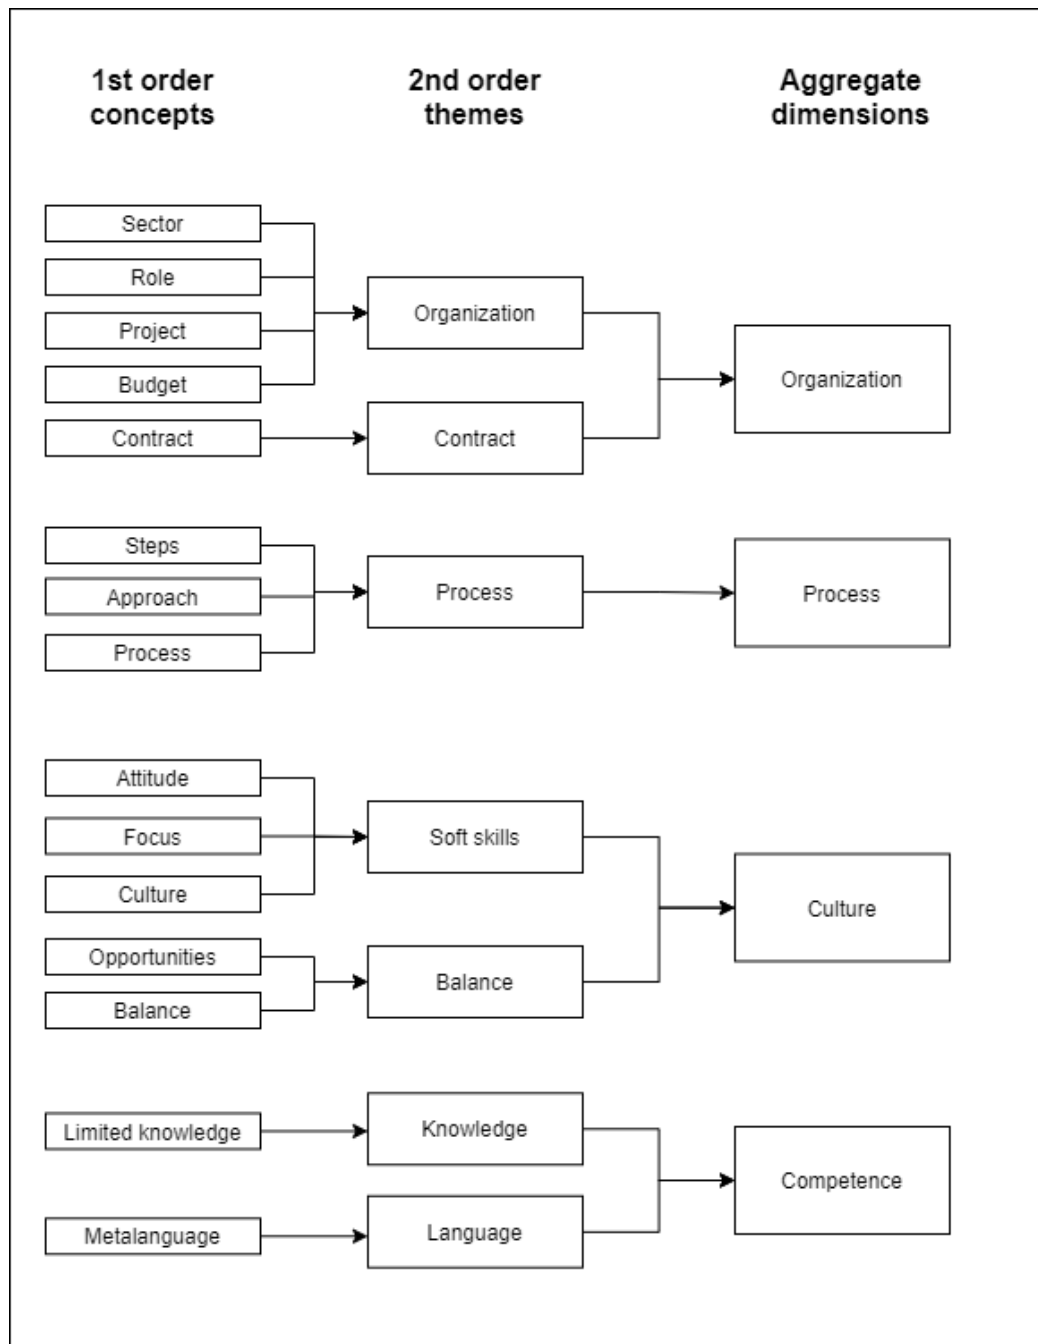 1st order
concepts
2nd order
themes
Aggregate
dimensions
Sector
Role
Project
Budget
Contract
Organization
Contract
Organization
Steps
Approach
Process
Process
Process
Attitude
Focus
Culture
Opportunities
Balance
Soft skills
Balance
Culture
Limited knowledge
Metalanguage
Knowledge
Language
Competence